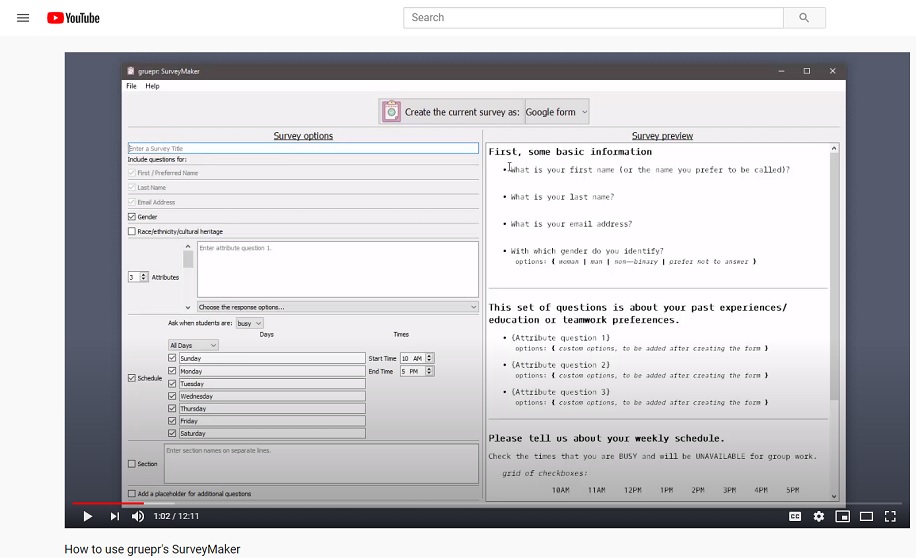 YouTube
Search
gruepr: SurveyMaker
File Help
Create the current survey as: Google form
Survey options
Enter a Survey Title
Include questions for:
First / Preferred Name
Last Name
Email Address
Gender
Race/ethnicity/cultural heritage
Enter attribute question 1.
3 Attributes
Choose the response options...
Ask when students are: busy
Days Times
All Days
Sunday Start Time 10 AM
Monday End Time 5 PM
Tuesday
Schedule Wednesday
Thursday
Friday
Saturday
Enter section names on separate lines.
Section
Add a placeholder for additional questions
Survey preview
First, some basic information
• What is your first name (or the name you prefer to be called)?
• What is your last name?
• What is your email address?
• With which gender do you identify?
options: { woman | man | non-binary | prefer not to answer }
This set of questions is about your past experiences/
education or teamwork preferences.
• {Attribute question 1}
options: { custom options, to be added after creating the form }
• {Attribute question 2}
options: { custom options, to be added after creating the form }
• {Attribute question 3}
options: { custom options, to be added after creating the form }
Please tell us about your weekly schedule.
Check the times that you are BUSY and will be UNAVAILABLE for group work.
grid of checkboxes:
10AM 11AM 12PM 1PM 2PM 3PM 4PM 5PM
1:02 / 12:11
CC
How to use gruepr's SurveyMaker